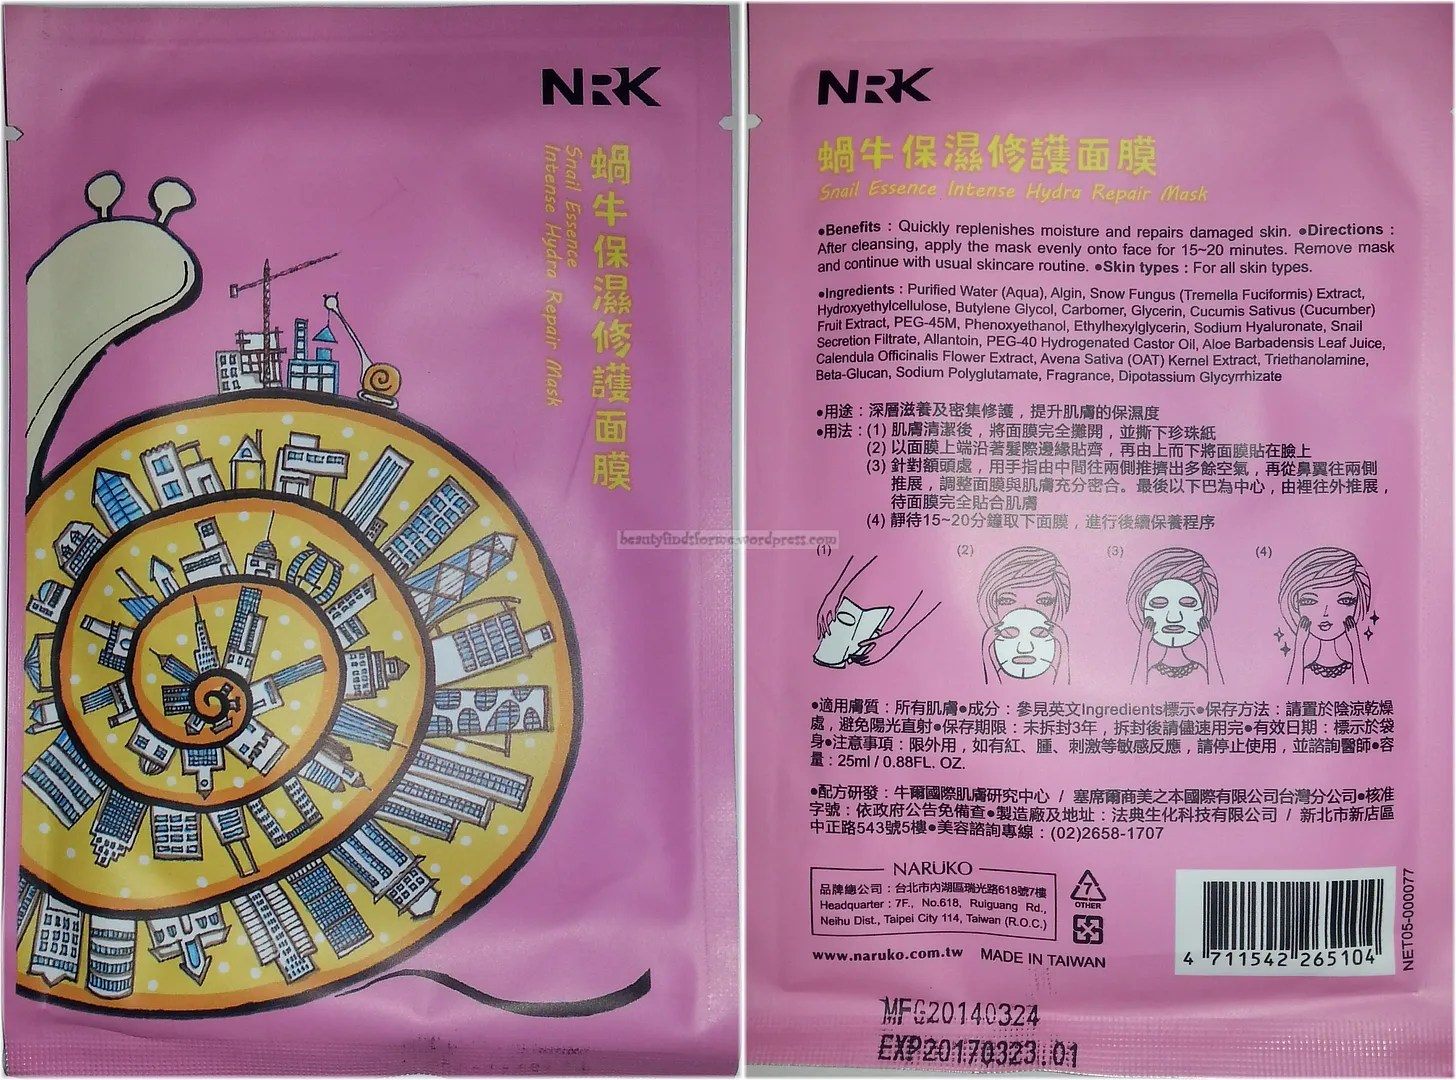 NRK
蝸牛保濕修護面膜
Snail Essence
Intense Hydra Repair Mask
beautyfindsforme.wordpress.com
NRK
蝸牛保濕修護面膜
Snail Essence Intense Hydra Repair Mask
●Benefits : Quickly replenishes moisture and repairs damaged skin. ●Directions :
After cleansing, apply the mask evenly onto face for 15~20 minutes. Remove mask
and continue with usual skincare routine. ●Skin types : For all skin types.
●Ingredients : Purified Water (Aqua), Algin, Snow Fungus (Tremella Fuciformis) Extract,
Hydroxyethylcellulose, Butylene Glycol, Carbomer, Glycerin, Cucumis Sativus (Cucumber)
Fruit Extract, PEG-45M, Phenoxyethanol, Ethylhexylglycerin, Sodium Hyaluronate, Snail
Secretion Filtrate, Allantoin, PEG-40 Hydrogenated Castor Oil, Aloe Barbadensis Leaf Juice,
Calendula Officinalis Flower Extract, Avena Sativa (OAT) Kernel Extract, Triethanolamine,
Beta-Glucan, Sodium Polyglutamate, Fragrance, Dipotassium Glycyrrhizate
●用途：深層滋養及密集修護，提升肌膚的保濕度
●用法：(1) 肌膚清潔後，將面膜完全攤開，並撕下珍珠紙
(2) 以面膜上端沿著髮際邊緣貼齊，再由上而下將面膜貼在臉上
(3) 針對額頭處，用手指由中間往兩側推擠出多餘空氣，再從鼻翼往兩側
推展，調整面膜與肌膚充分密合。最後以下巴為中心，由裡往外推展，
待面膜完全貼合肌膚
(4) 靜待15~20分鐘取下面膜，進行後續保養程序
(1) (2) (3) (4)
●適用膚質：所有肌膚●成分：參見英文Ingredients標示●保存方法：請置於陰涼乾燥
處，避免陽光直射●保存期限：未拆封3年，拆封後請儘速用完●有效日期：標示於袋
身●注意事項：限外用，如有紅、腫、刺激等敏感反應，請停止使用，並諮詢醫師●容
量：25ml / 0.88FL. OZ.
●配方研發：牛爾國際肌膚研究中心 / 塞席爾商美之本國際有限公司台灣分公司●核准
字號：依政府公告免備查●製造廠及地址：法典生化科技有限公司 / 新北市新店區
中正路543號5樓●美容諮詢專線：(02)2658-1707
NARUKO
品牌總公司：台北市內湖區瑞光路618號7樓
Headquarter : 7F., No.618, Ruiguang Rd.,
Neihu Dist., Taipei City 114, Taiwan (R.O.C.)
7
OTHER
www.naruko.com.tw MADE IN TAIWAN
4 711542 265104
NET05-000077
MFG20140324
EXP20170323.01